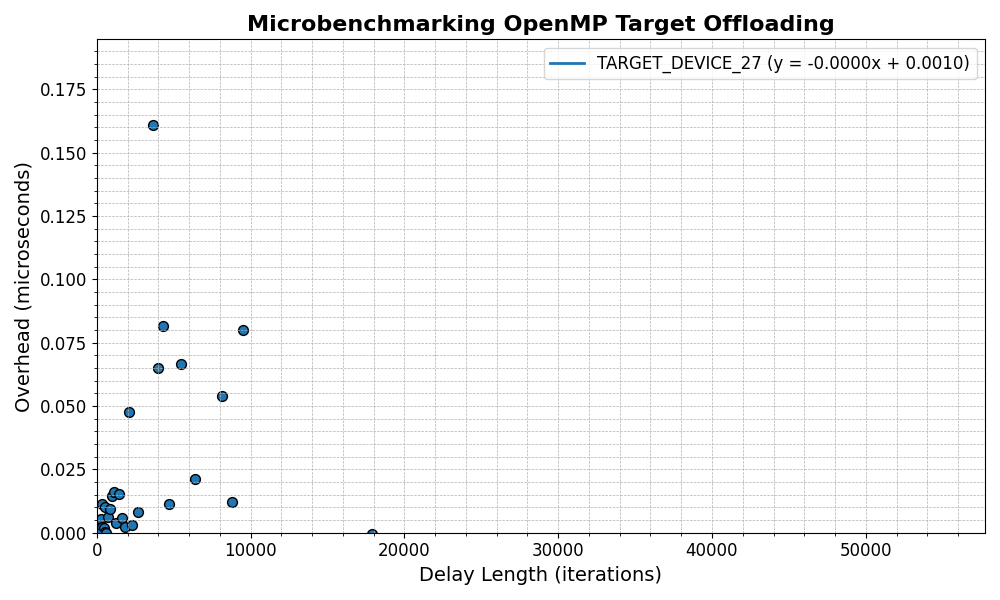 Microbenchmarking OpenMP Target Offloading
TARGET_DEVICE_27 (y = -0.0000x + 0.0010)
Overhead (microseconds)
0.175
0.150
0.125
0.100
0.075
0.050
0.025
0.000
0 10000 20000 30000 40000 50000
Delay Length (iterations)